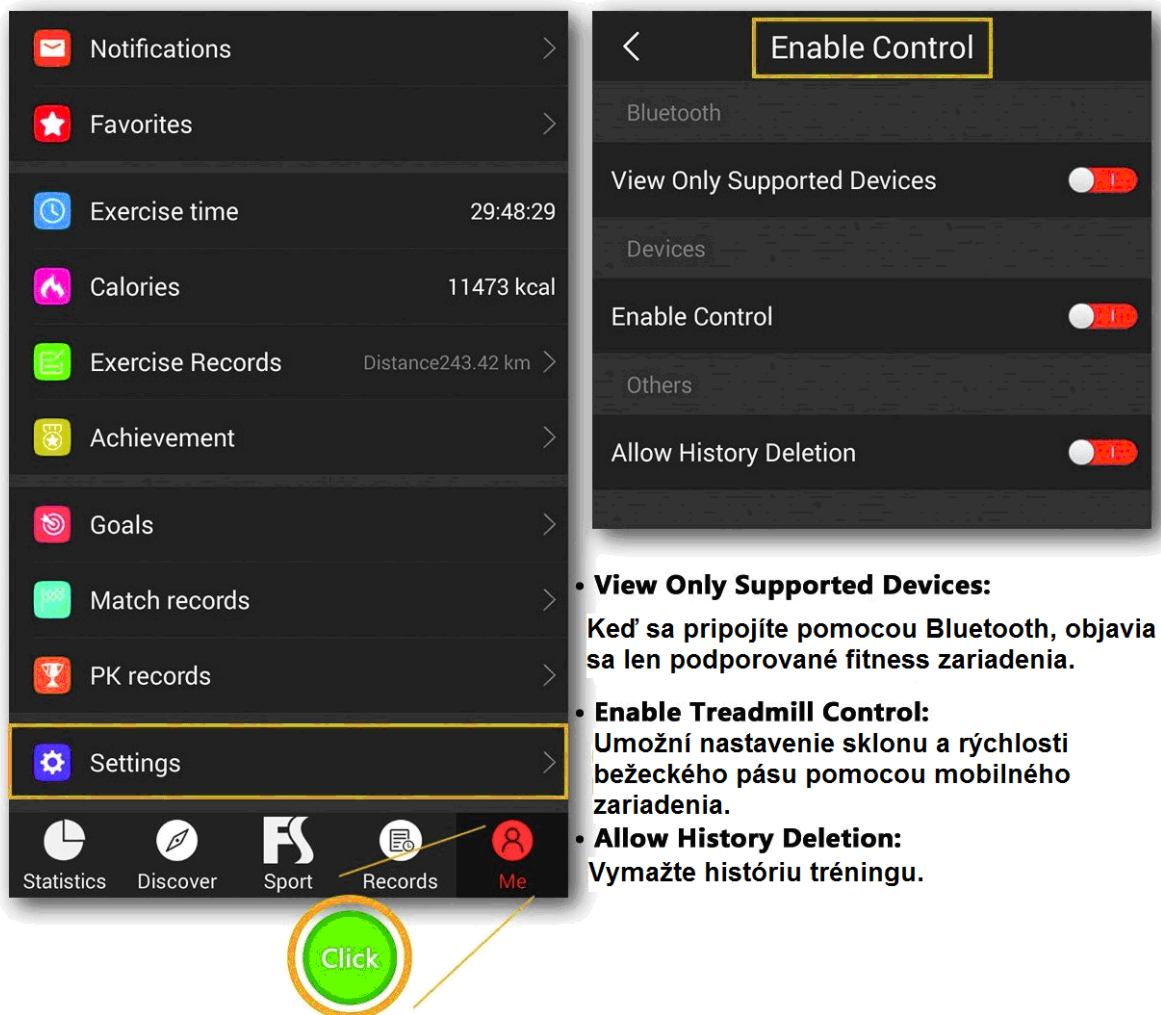 Notifications
Favorites
Exercise time 29:48:29
Calories 11473 kcal
Exercise Records Distance243.42 km
Achievement
Goals
Match records
PK records
Settings
Statistics Discover FS Sport Records Me
Click
Enable Control
Bluetooth
View Only Supported Devices
Devices
Enable Control
Others
Allow History Deletion
• View Only Supported Devices:
Keď sa pripojíte pomocou Bluetooth, objavia
sa len podporované fitness zariadenia.
• Enable Treadmill Control:
Umožní nastavenie sklonu a rýchlosti
bežeckého pásu pomocou mobilného
zariadenia.
• Allow History Deletion:
Vymažte históriu tréningu.